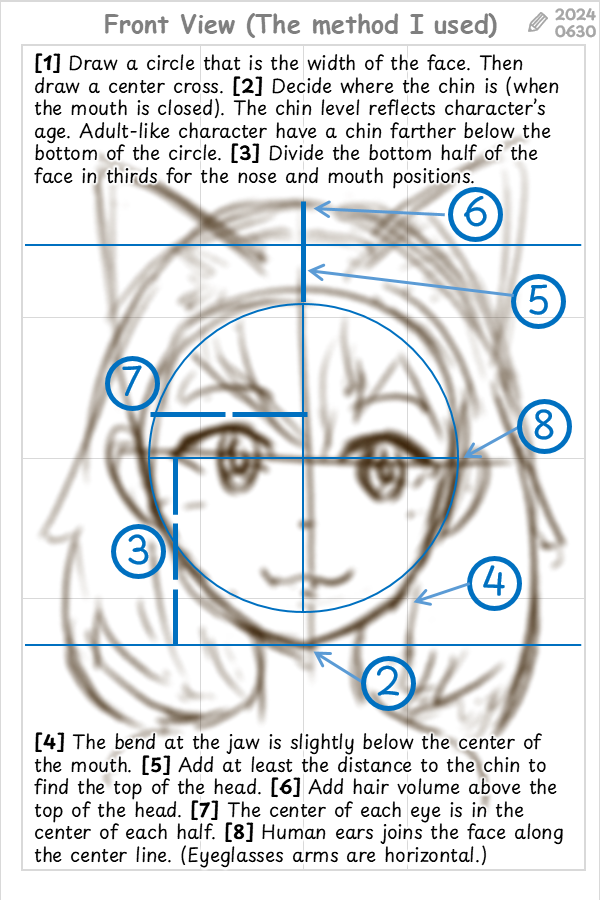 Front View (The method I used)
2024
0630
[1] Draw a circle that is the width of the face. Then
draw a center cross. [2] Decide where the chin is (when
the mouth is closed). The chin level reflects character's
age. Adult-like character have a chin farther below the
bottom of the circle. [3] Divide the bottom half of the
face in thirds for the nose and mouth positions.
6
5
7
8
3
4
2
[4] The bend at the jaw is slightly below the center of
the mouth. [5] Add at least the distance to the chin to
find the top of the head. [6] Add hair volume above the
top of the head. [7] The center of each eye is in the
center of each half. [8] Human ears joins the face along
the center line. (Eyeglasses arms are horizontal.)